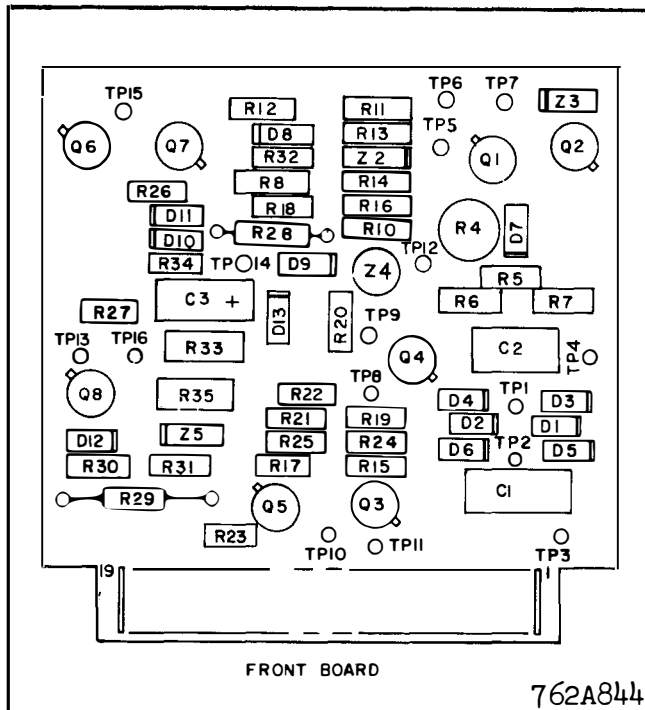 TP15
TP6 TP7
R12 R11 Z3
D8 R13 TP5
Q6 Q7 R32 Z2 Q1 Q2
R8 R14
R26 R18 R16
D11 R28 R10 R4 D7
D10
R34 TP14 D9 Z4 TP12
R5
C3 + R6 R7
R27 D13 R20 TP9
TP13 TP16 R33 C2 TP4
Q4
Q8 R35 R22 TP8 D4 TP1 D3
R21 R19 D2 D1
D12 Z5 R25 R24 D6 TP2 D5
R30 R31 R17 R15
R29 Q5 Q3 C1
R23 TP10 TP11 TP3
19 1
FRONT BOARD
762A844